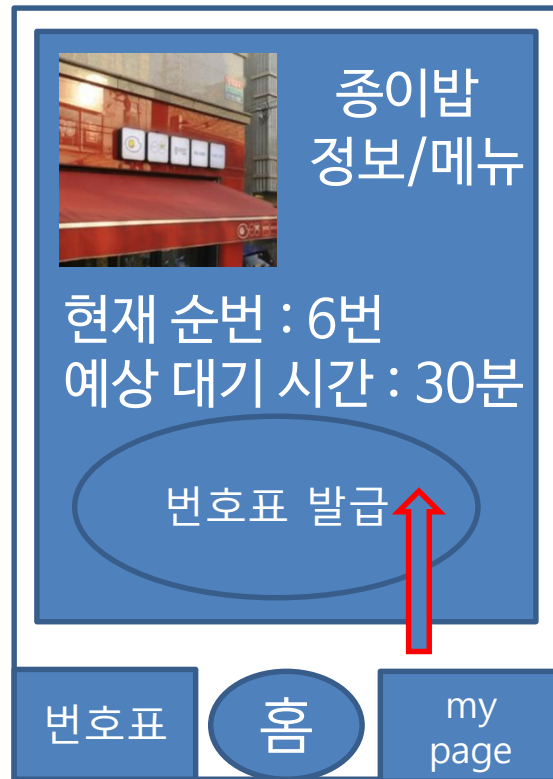 종이밥
정보/메뉴
현재 순번 : 6번
예상 대기 시간 : 30분
번호표 발급
번호표
홈
my
page